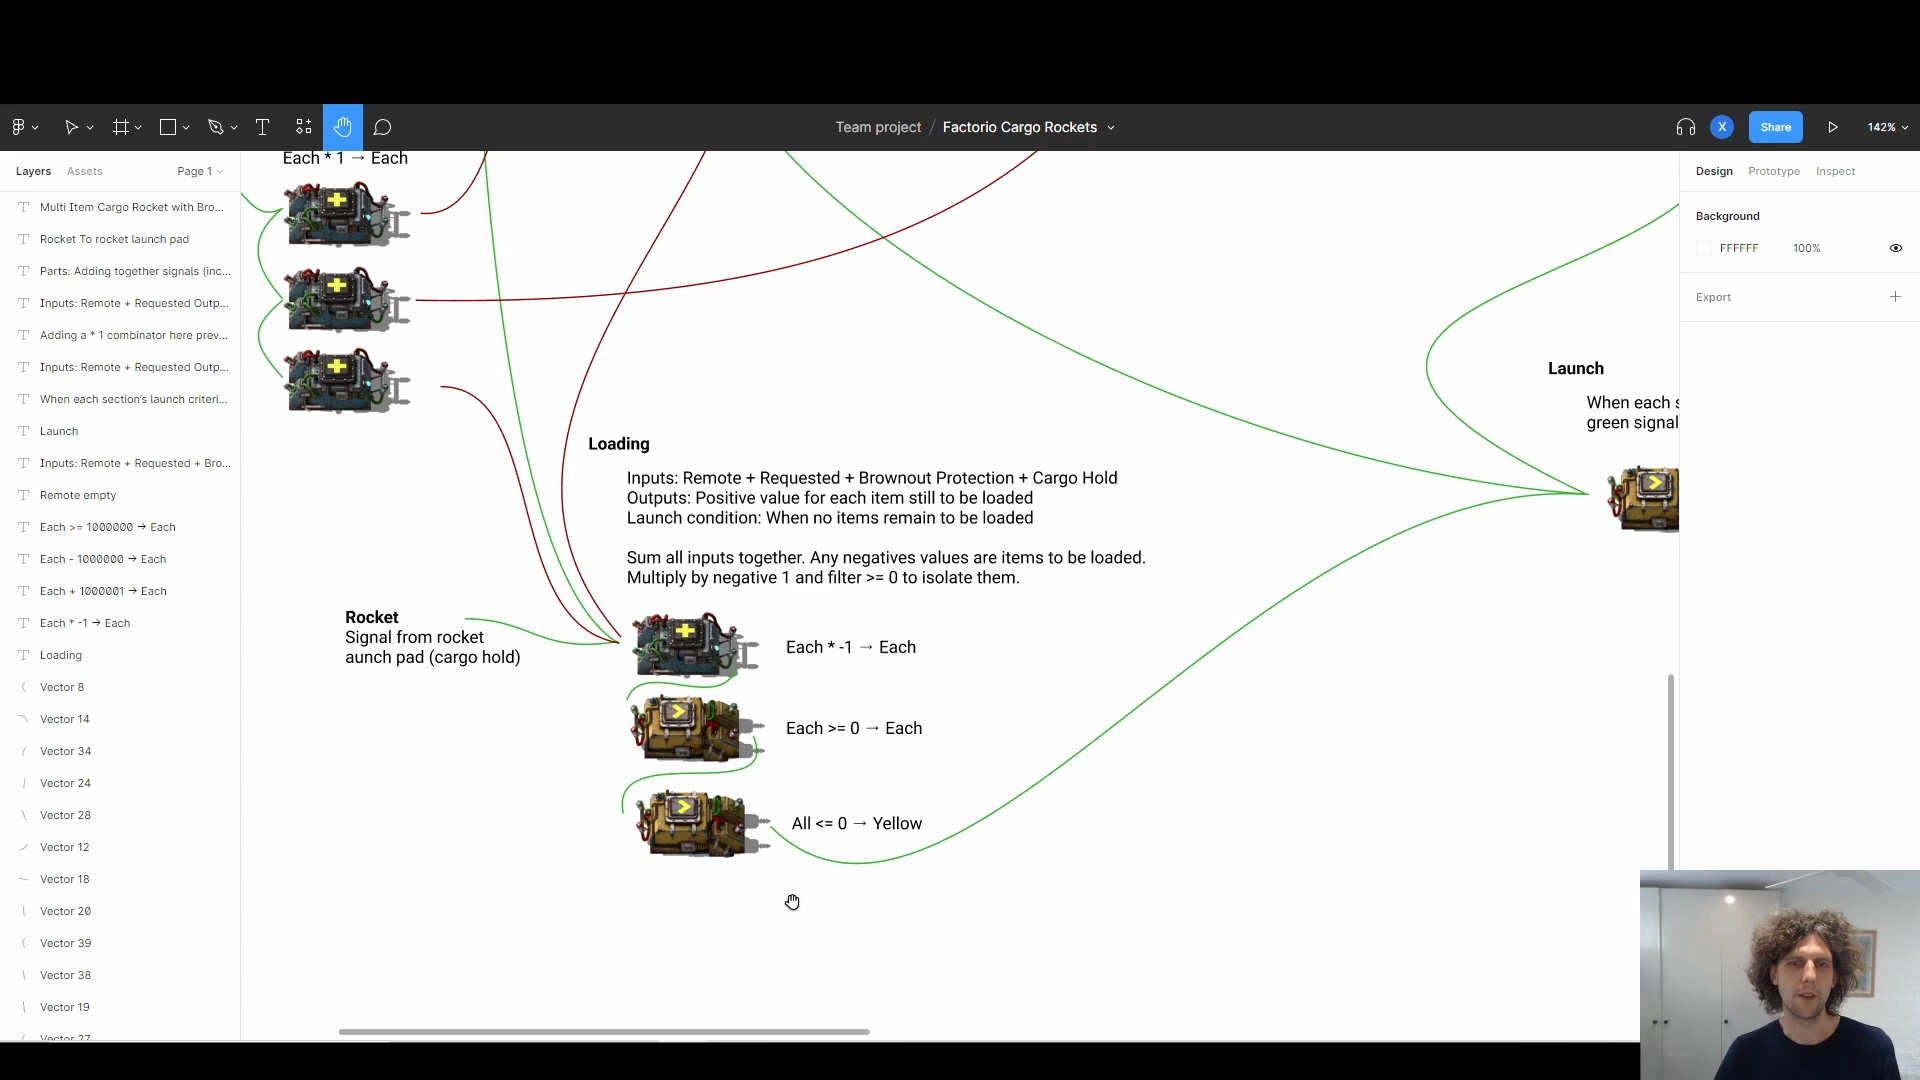 Team project / Factorio Cargo Rockets
X
Share
142%
Layers
Assets
Page 1
Multi Item Cargo Rocket with Bro...
Rocket To rocket launch pad
Parts: Adding together signals (inc...
Inputs: Remote + Requested Outp...
Adding a * 1 combinator here prev...
Inputs: Remote + Requested Outp...
When each section's launch criteri...
Launch
Inputs: Remote + Requested + Bro...
Remote empty
Each >= 1000000 → Each
Each - 1000000 → Each
Each + 1000001 → Each
Each * -1 → Each
Loading
Vector 8
Vector 14
Vector 34
Vector 24
Vector 28
Vector 12
Vector 18
Vector 20
Vector 39
Vector 38
Vector 19
Vector 27
Each * 1 → Each
Loading
Inputs: Remote + Requested + Brownout Protection + Cargo Hold
Outputs: Positive value for each item still to be loaded
Launch condition: When no items remain to be loaded
Sum all inputs together. Any negatives values are items to be loaded.
Multiply by negative 1 and filter >= 0 to isolate them.
Rocket
Signal from rocket
aunch pad (cargo hold)
Each * -1 → Each
Each >= 0 → Each
All <= 0 → Yellow
Launch
When each s
green signal
Design
Prototype
Inspect
Background
FFFFFF
100%
Export